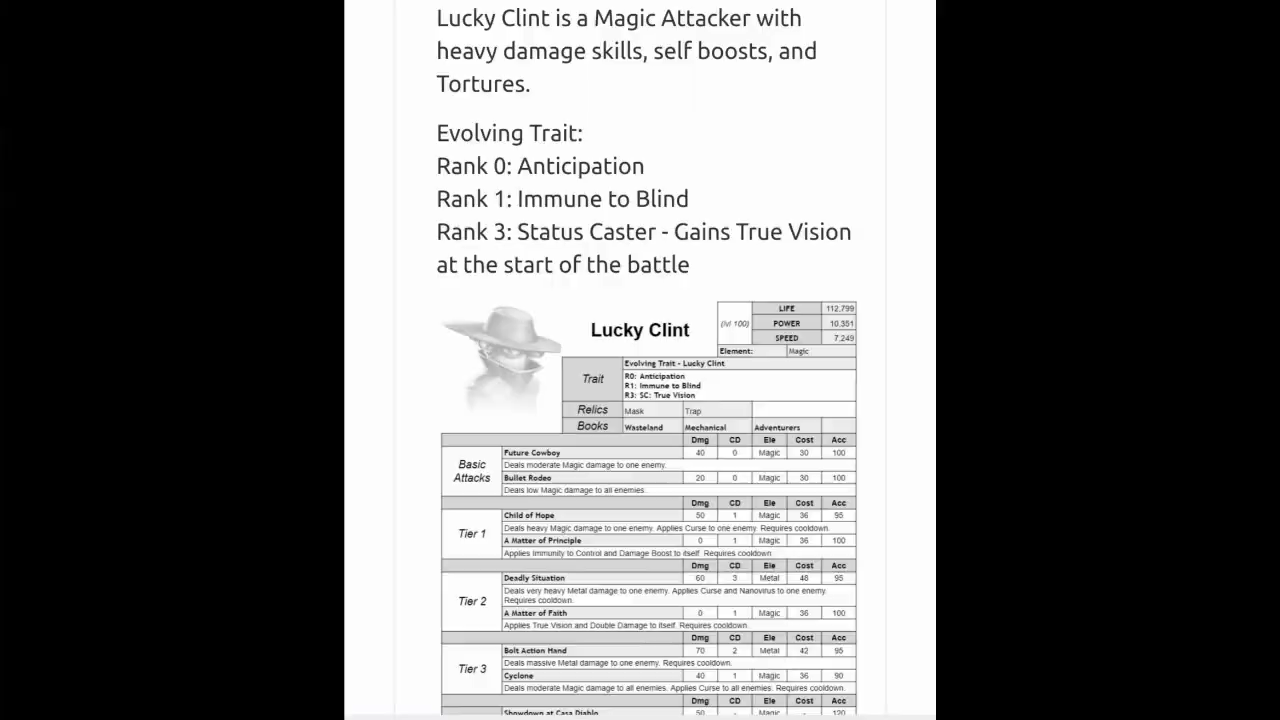 Lucky Clint is a Magic Attacker with
heavy damage skills, self boosts, and
Tortures.
Evolving Trait:
Rank 0: Anticipation
Rank 1: Immune to Blind
Rank 3: Status Caster - Gains True Vision
at the start of the battle
Lucky Clint
(lvl 100)
LIFE 112,799
POWER 10,351
SPEED 7,249
Element: Magic
Trait
Evolving Trait - Lucky Clint
R0: Anticipation
R1: Immune to Blind
R3: SC: True Vision
Relics Mask Trap
Books Wasteland Mechanical Adventurers
Dmg CD Ele Cost Acc
Basic Attacks
Future Cowboy 40 0 Magic 30 100
Deals moderate Magic damage to one enemy.
Bullet Rodeo 20 0 Magic 30 100
Deals low Magic damage to all enemies.
Dmg CD Ele Cost Acc
Tier 1
Child of Hope 50 1 Magic 36 95
Deals heavy Magic damage to one enemy. Applies Curse to one enemy. Requires cooldown.
A Matter of Principle 0 1 Magic 36 100
Applies Immunity to Control and Damage Boost to itself. Requires cooldown.
Dmg CD Ele Cost Acc
Tier 2
Deadly Situation 60 3 Metal 48 95
Deals very heavy Metal damage to one enemy. Applies Curse and Nanovirus to one enemy.
Requires cooldown.
A Matter of Faith 0 1 Magic 36 100
Applies True Vision and Double Damage to itself. Requires cooldown.
Dmg CD Ele Cost Acc
Tier 3
Bolt Action Hand 70 2 Metal 42 95
Deals massive Metal damage to one enemy. Requires cooldown.
Cyclone 40 1 Magic 36 90
Deals moderate Magic damage to all enemies. Applies Curse to all enemies. Requires cooldown.
Dmg CD Ele Cost Acc
Showdown at Casa Diablo 50 - Magic - 120